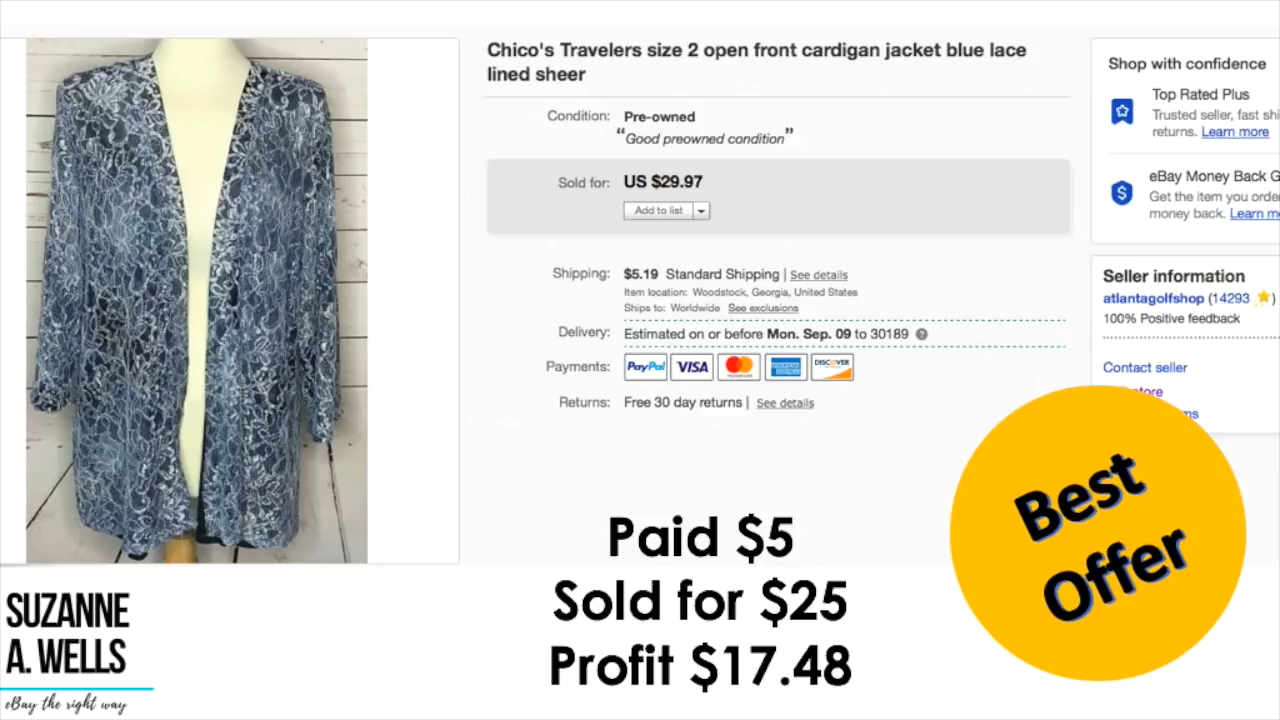 Chico's Travelers size 2 open front cardigan jacket blue lace
lined sheer
Condition: Pre-owned
“Good preowned condition”
Sold for: US $29.97
Add to list
Shipping: $5.19 Standard Shipping | See details
Item location: Woodstock, Georgia, United States
Ships to: Worldwide See exclusions
Delivery: Estimated on or before Mon. Sep. 09 to 30189 ?
Payments: PayPal VISA DISCOVER
Returns: Free 30 day returns | See details
Shop with confidence
Top Rated Plus
Trusted seller, fast shi
returns. Learn more
eBay Money Back G
Get the item you orde
money back. Learn m
Seller information
atlantagolfshop (14293 )
100% Positive feedback
Contact seller
store
ms
Best
Offer
Paid $5
Sold for $25
Profit $17.48
SUZANNE
A. WELLS
eBay the right way